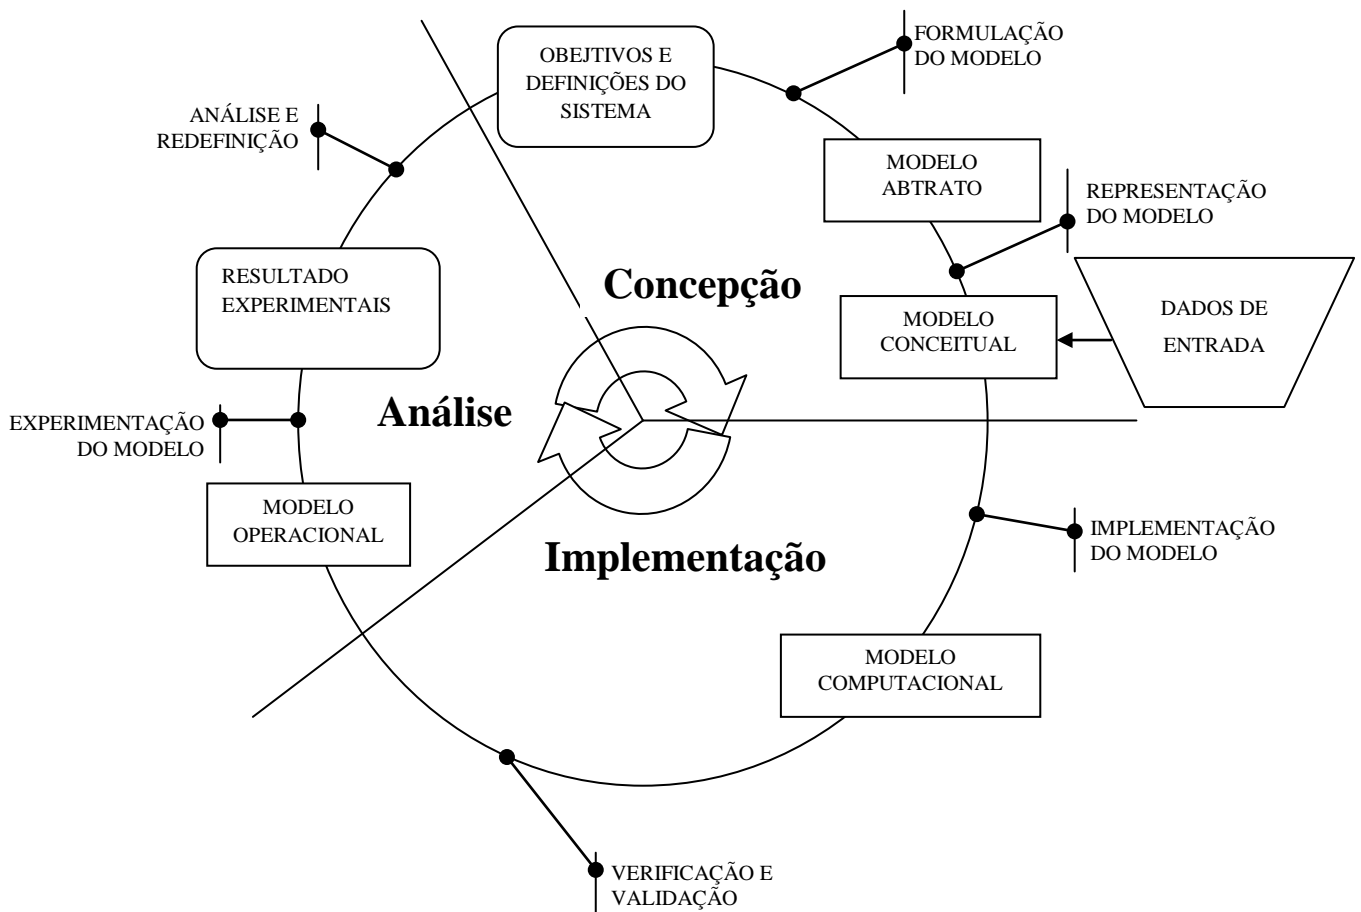 OBEJTIVOS E
DEFINIÇÕES DO
SISTEMA
FORMULAÇÃO
DO MODELO
ANÁLISE E
REDEFINIÇÃO
MODELO
ABTRATO
REPRESENTAÇÃO
DO MODELO
RESULTADO
EXPERIMENTAIS
Concepção
MODELO
CONCEITUAL
DADOS DE
ENTRADA
Análise
EXPERIMENTAÇÃO
DO MODELO
MODELO
OPERACIONAL
Implementação
IMPLEMENTAÇÃO
DO MODELO
MODELO
COMPUTACIONAL
VERIFICAÇÃO E
VALIDAÇÃO